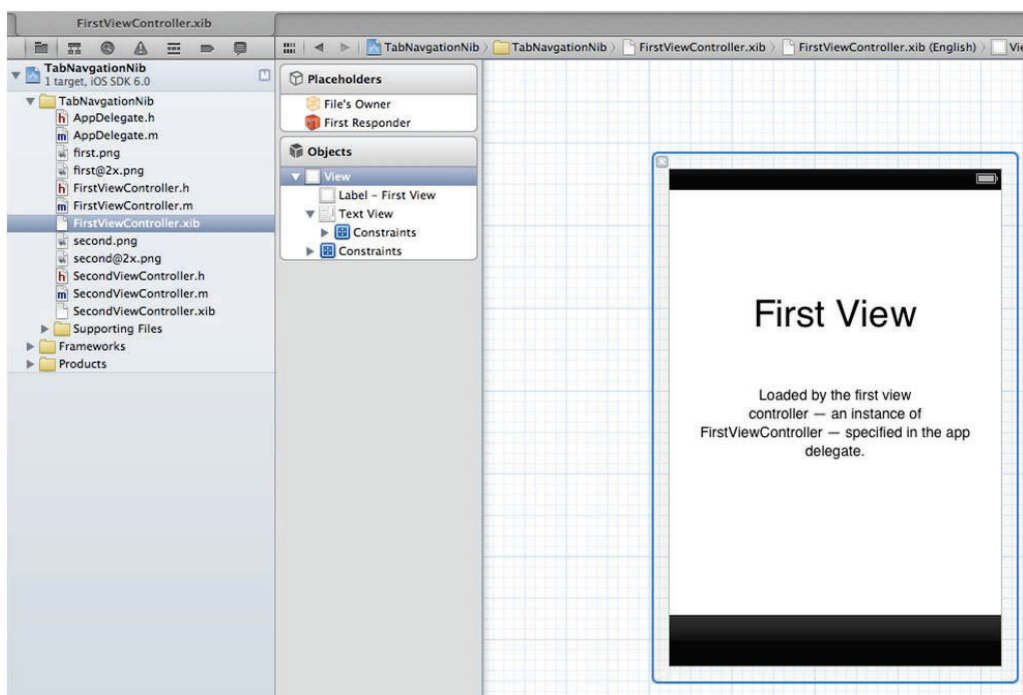 FirstViewController.xib
TabNavgationNib
TabNavgationNib
FirstViewController.xib
FirstViewController.xib (English)
TabNavgationNib
1 target, iOS SDK 6.0
M
TabNavgationNib
h AppDelegate.h
m AppDelegate.m
first.png
first@2x.png
h FirstViewController.h
m FirstViewController.m
FirstViewController.xib
second.png
second@2x.png
h SecondViewController.h
m SecondViewController.m
SecondViewController.xib
Supporting Files
Frameworks
Products
Placeholders
File's Owner
First Responder
Objects
View
Label – First View
Text View
Constraints
Constraints
First View
Loaded by the first view
controller — an instance of
FirstViewController — specified in the app
delegate.